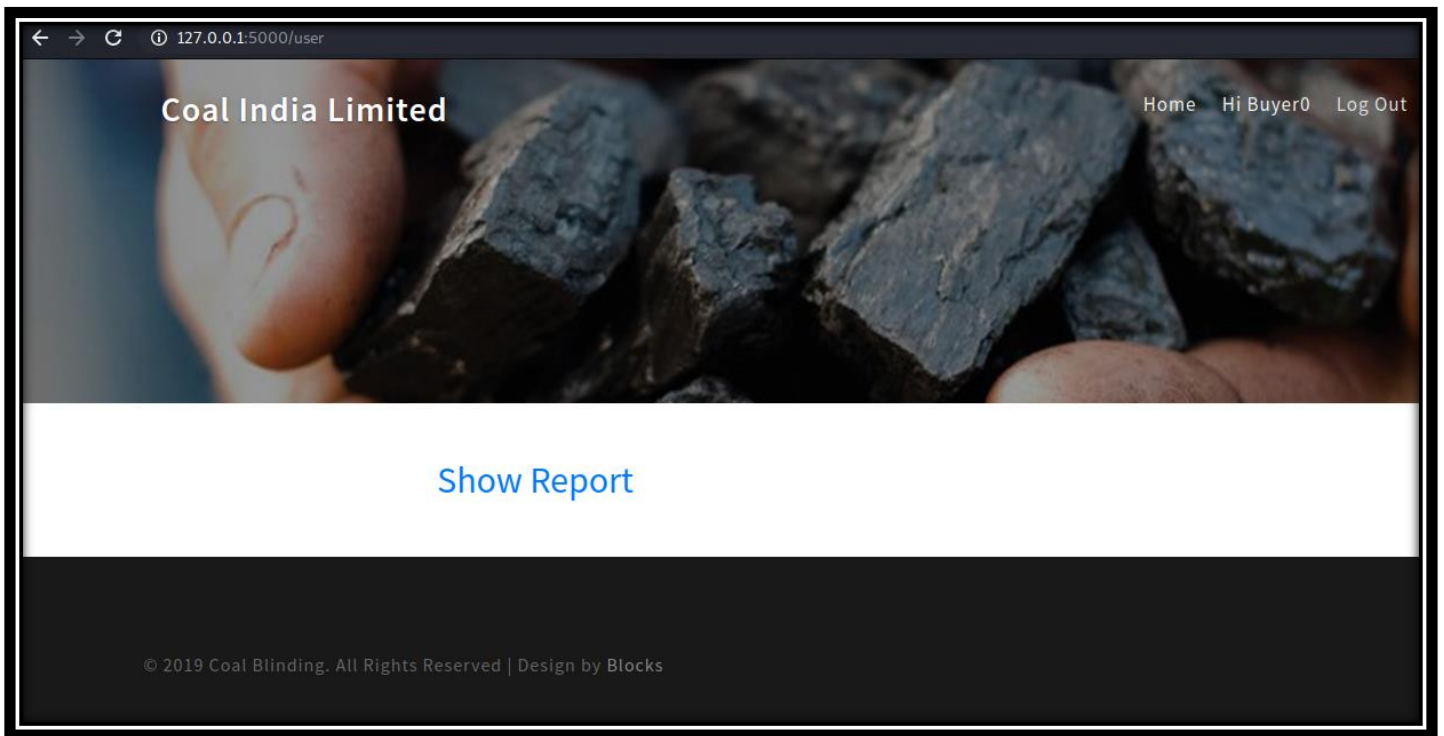 127.0.0.1:5000/user
Coal India Limited
Home Hi Buyer0 Log Out
Show Report
© 2019 Coal Blinding. All Rights Reserved | Design by Blocks